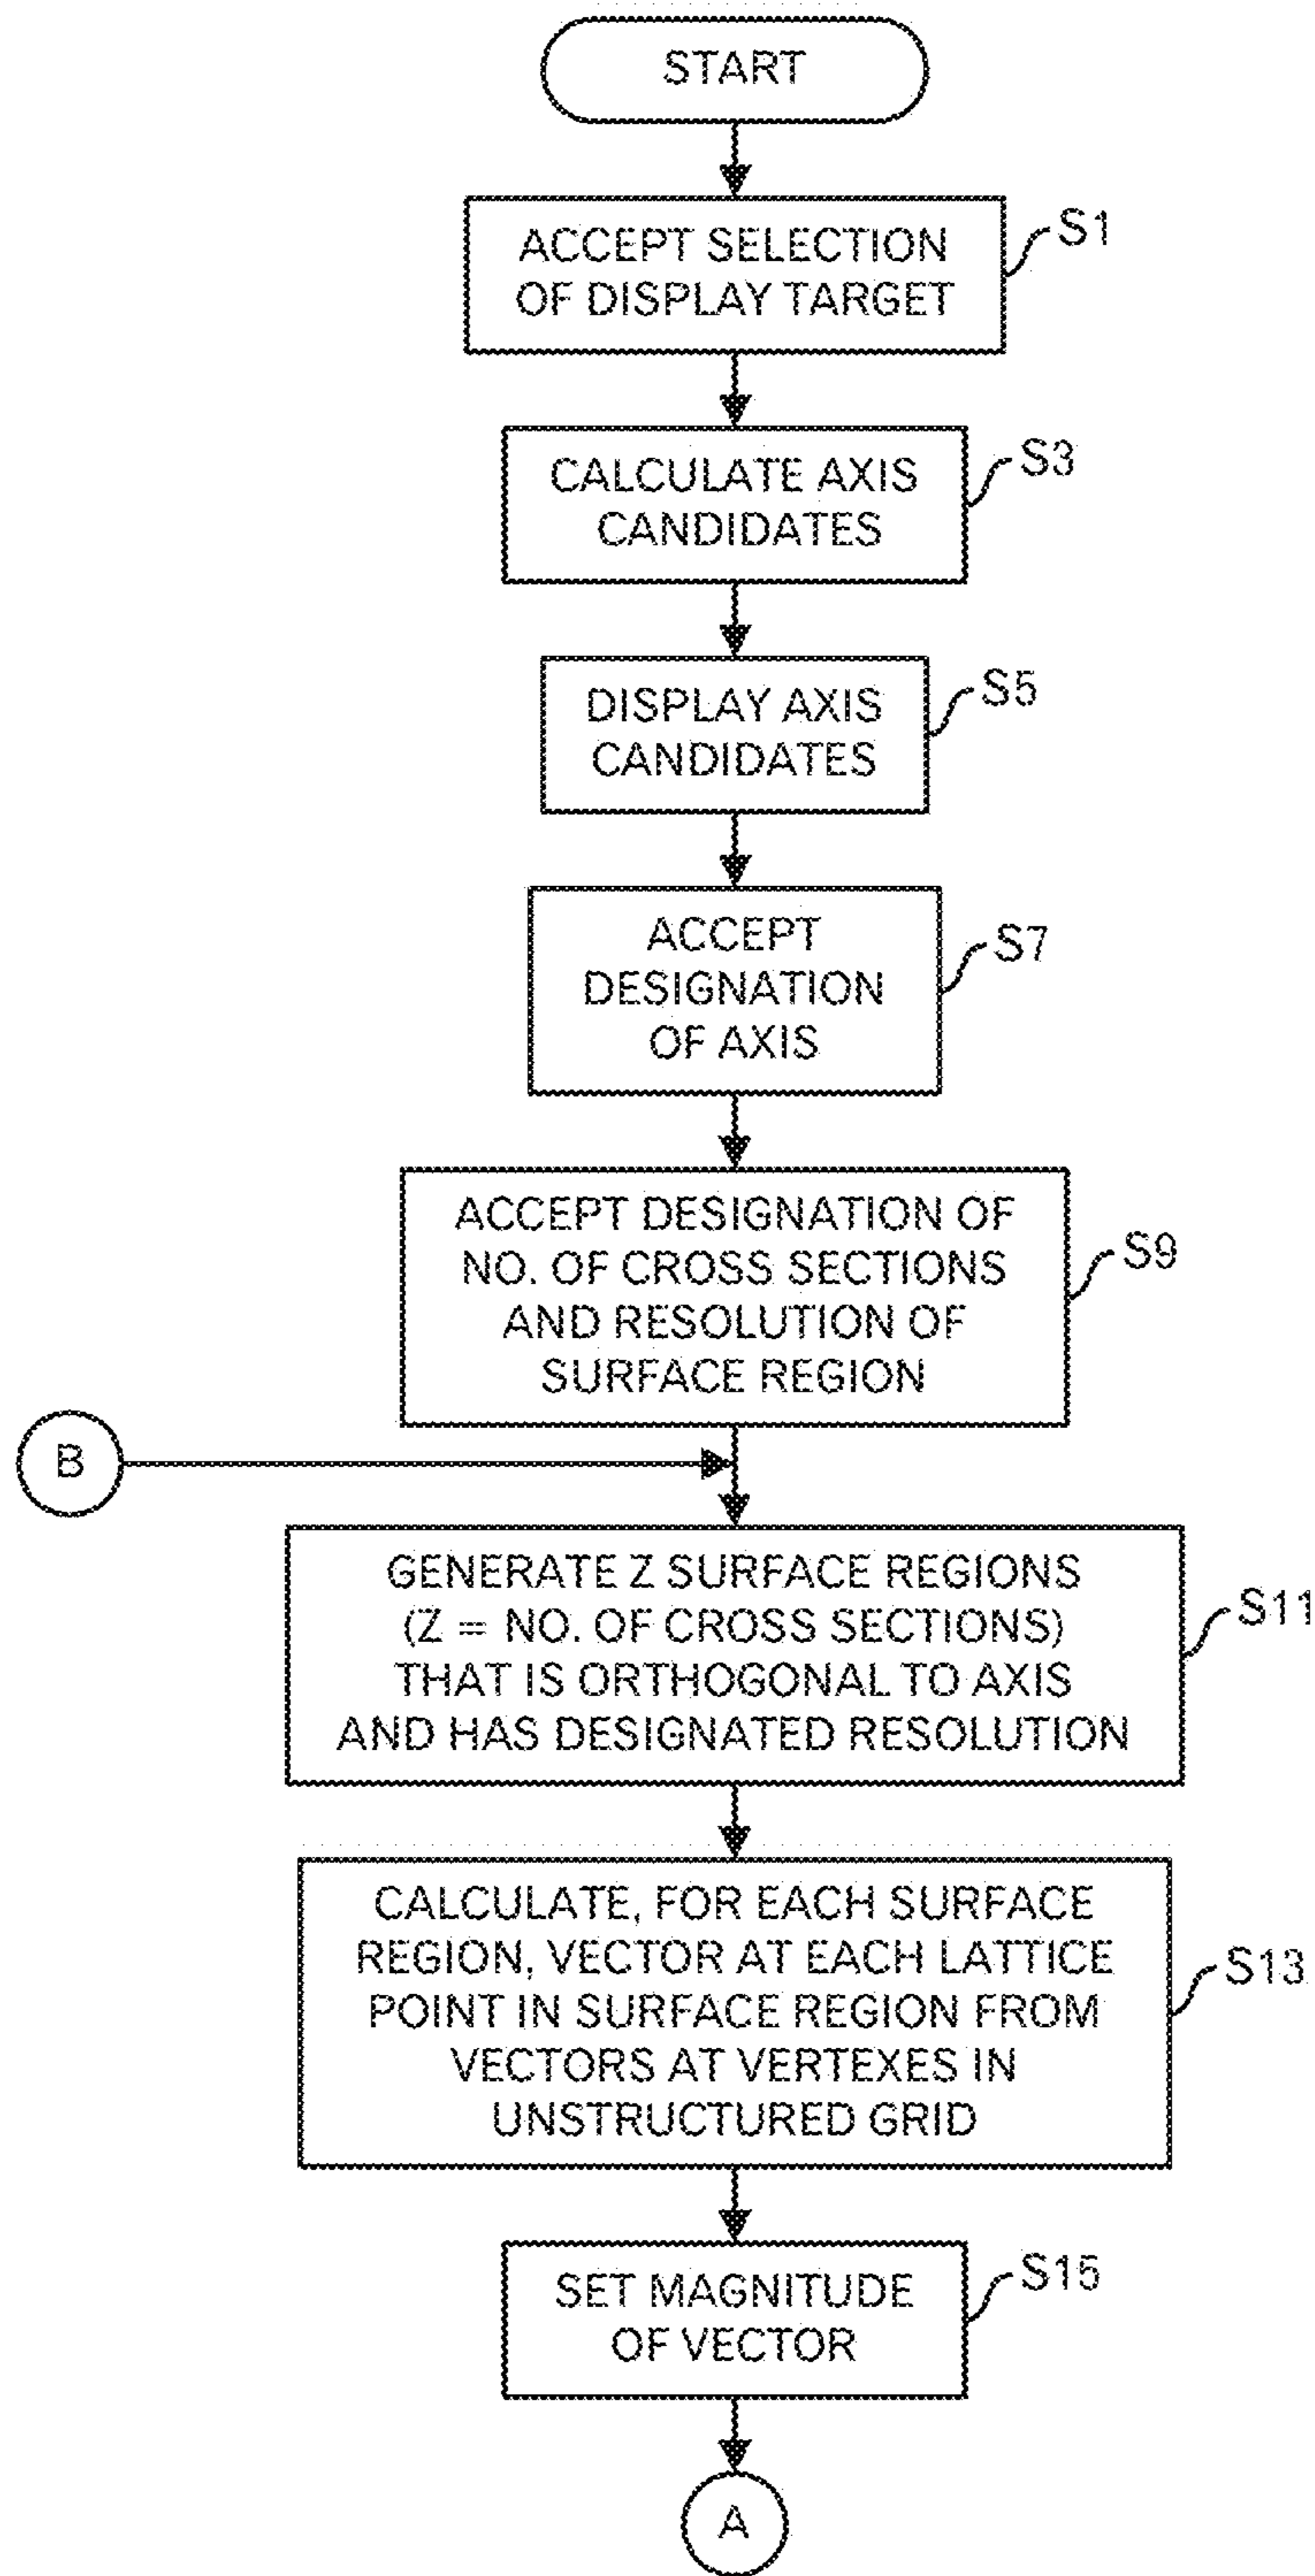 START
ACCEPT SELECTION
OF DISPLAY TARGET
S1
CALCULATE AXIS
CANDIDATES
S3
DISPLAY AXIS
CANDIDATES
S5
ACCEPT
DESIGNATION
OF AXIS
S7
ACCEPT DESIGNATION OF
NO. OF CROSS SECTIONS
AND RESOLUTION OF
SURFACE REGION
S9
B
GENERATE Z SURFACE REGIONS
(Z = NO. OF CROSS SECTIONS)
THAT IS ORTHOGONAL TO AXIS
AND HAS DESIGNATED RESOLUTION
S11
CALCULATE, FOR EACH SURFACE
REGION, VECTOR AT EACH LATTICE
POINT IN SURFACE REGION FROM
VECTORS AT VERTEXES IN
UNSTRUCTURED GRID
S13
SET MAGNITUDE
OF VECTOR
S15
A